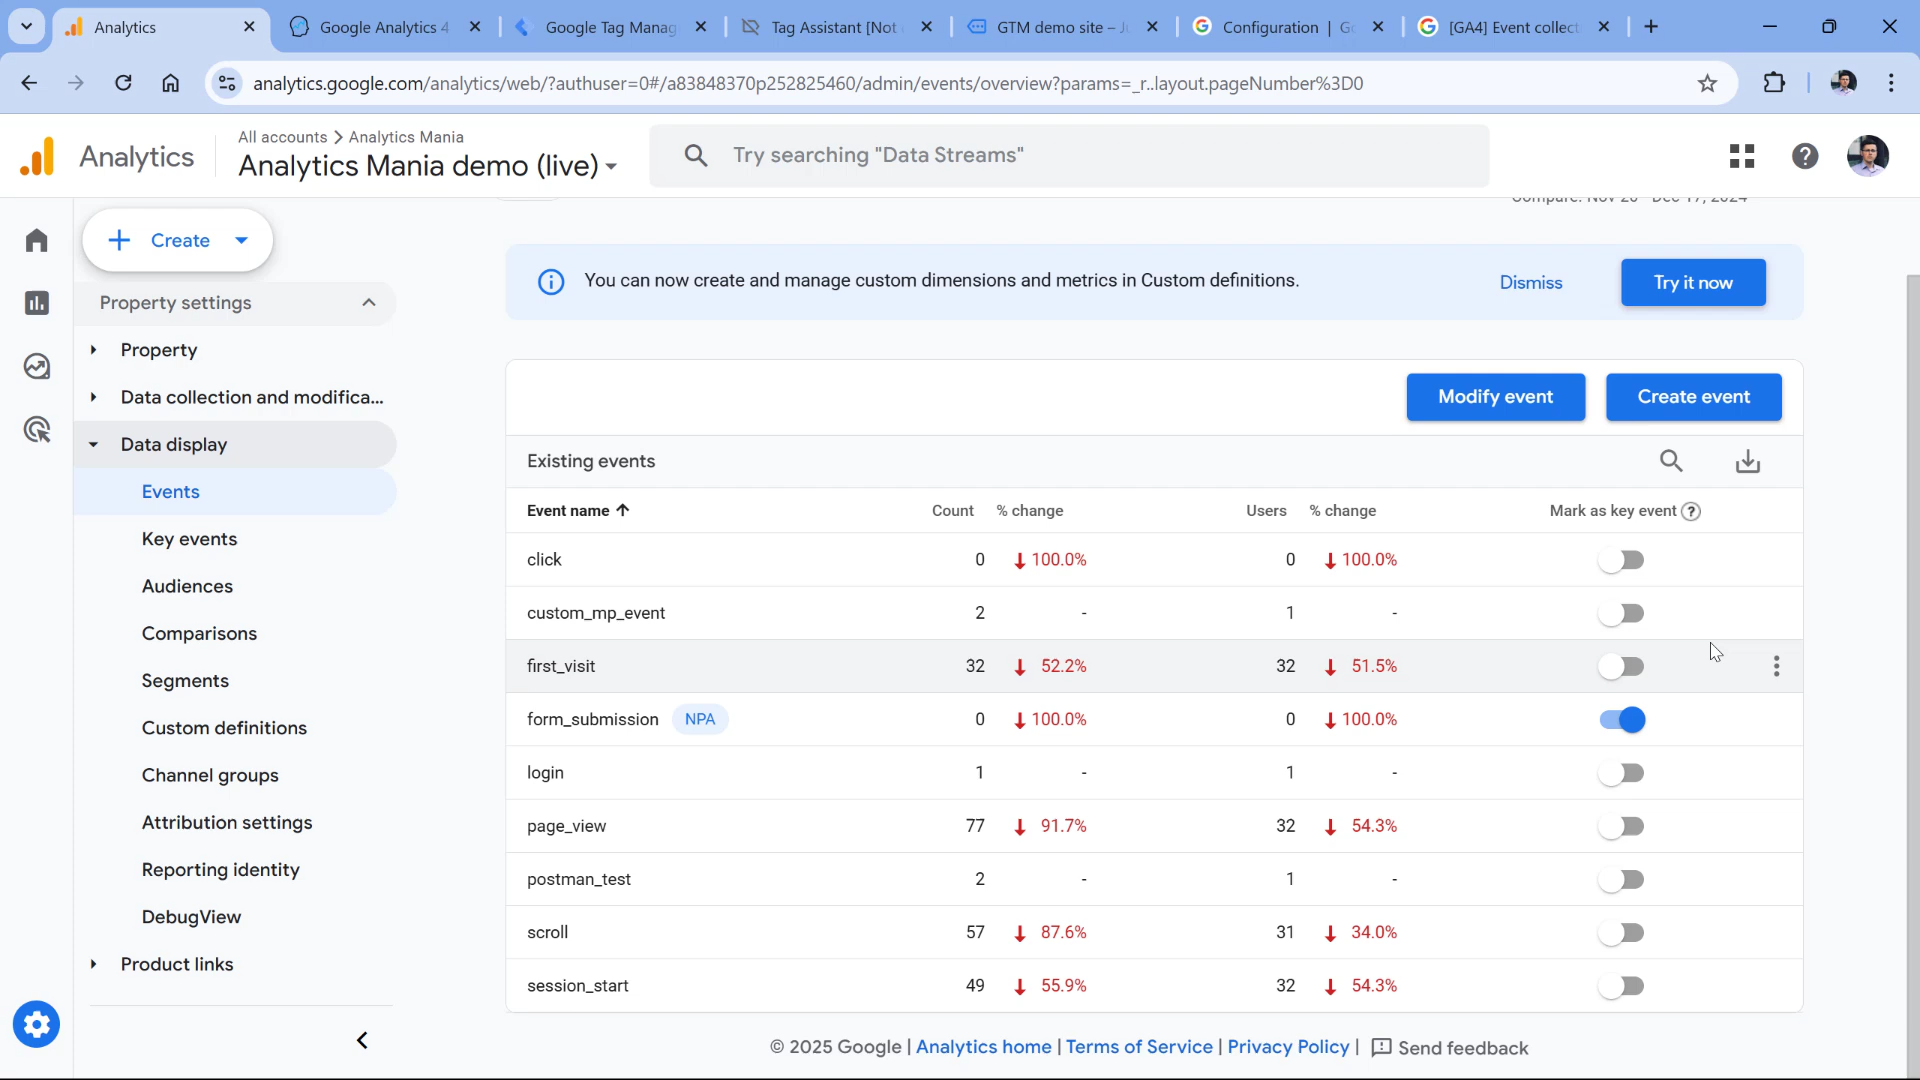 Analytics
Google Analytics 4
Google Tag Manag
Tag Assistant [Not
GTM demo site –
Configuration |
[GA4] Event collect
analytics.google.com/analytics/web/?authuser=0#/a83848370p252825460/admin/events/overview?params=_r..layout.pageNumber%3D0
Analytics
All accounts > Analytics Mania
Analytics Mania demo (live)
Try searching "Data Streams"
Create
Property settings
Property
Data collection and modifica...
Data display
Events
Key events
Audiences
Comparisons
Segments
Custom definitions
Channel groups
Attribution settings
Reporting identity
DebugView
Product links
You can now create and manage custom dimensions and metrics in Custom definitions.
Dismiss
Try it now
Modify event
Create event
Existing events
Event name Count % change Users % change Mark as key event
click 0 100.0% 0 100.0%
custom_mp_event 2 - 1 -
first_visit 32 52.2% 32 51.5%
form_submission NPA 0 100.0% 0 100.0%
login 1 - 1 -
page_view 77 91.7% 32 54.3%
postman_test 2 - 1 -
scroll 57 87.6% 31 34.0%
session_start 49 55.9% 32 54.3%
© 2025 Google | Analytics home | Terms of Service | Privacy Policy | Send feedback